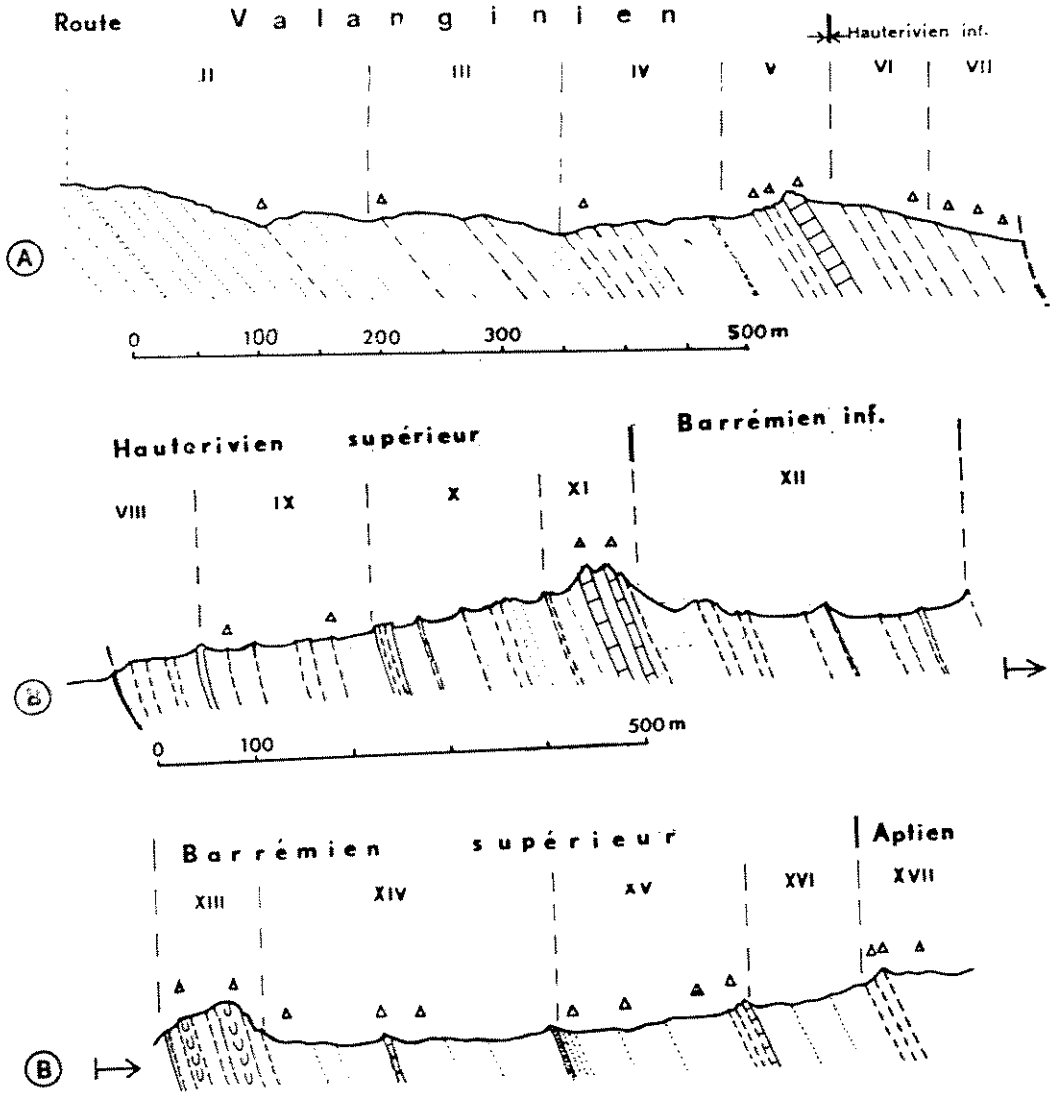 Route Valanginien
Hauterivien inf.
II III IV V VI VII
A
0 100 200 300 500 m
Hauterivien supérieur Barrémien inf.
VIII IX X XI XII
B
0 100 500 m
Barrémien supérieur Aptien
XIII XIV XV XVI XVII
B